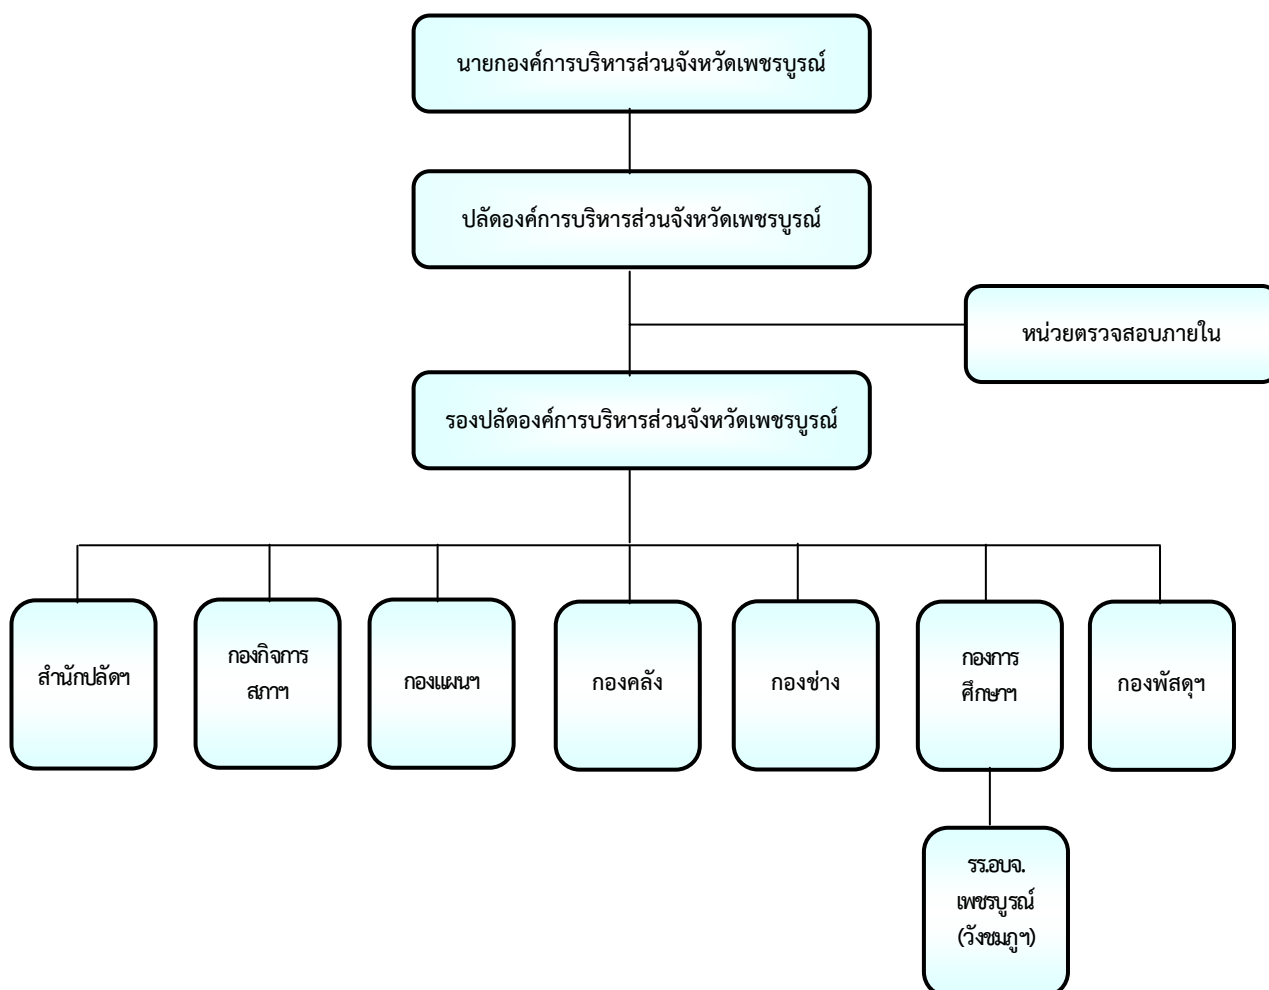 นายกองค์การบริหารส่วนจังหวัดเพชรบูรณ์
ปลัดองค์การบริหารส่วนจังหวัดเพชรบูรณ์
หน่วยตรวจสอบภายใน
รองปลัดองค์การบริหารส่วนจังหวัดเพชรบูรณ์
สำนักปลัดฯ
กองกิจการ
สภาฯ
กองแผนฯ
กองคลัง
กองช่าง
กองการ
ศึกษาฯ
กองพัสดุฯ
รร.อบจ.
เพชรบูรณ์
(วังชมภูฯ)